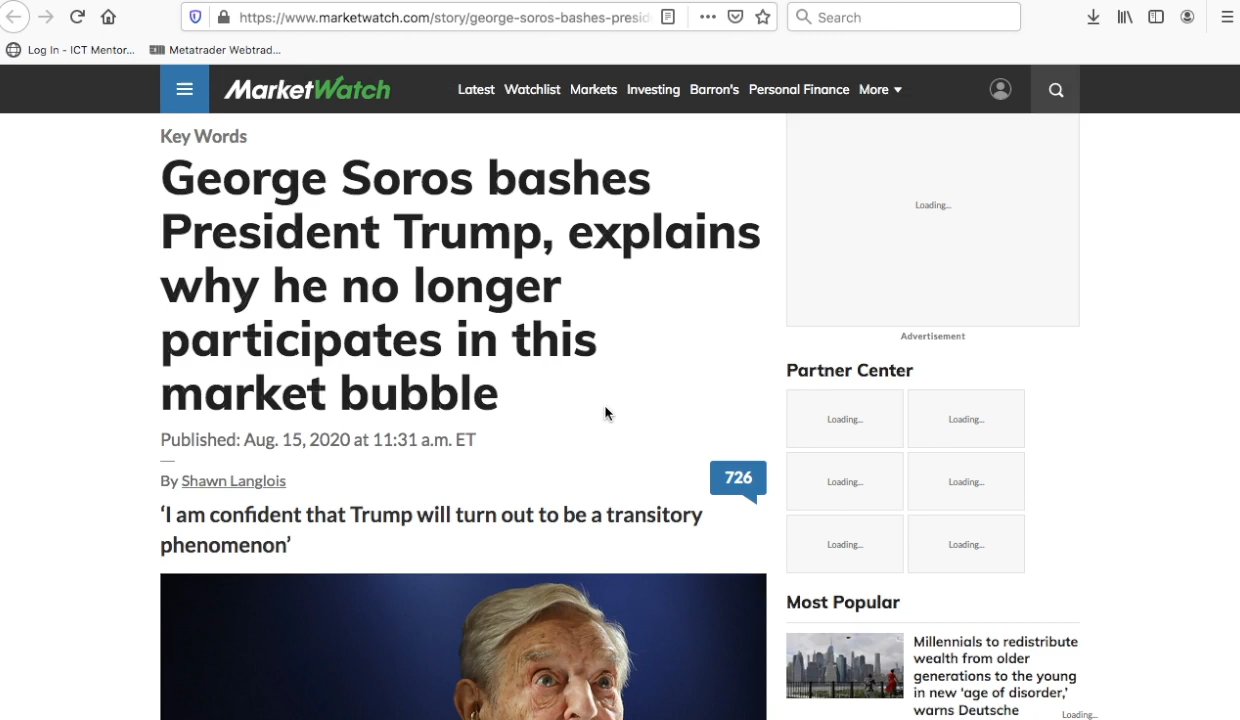 https://www.marketwatch.com/story/george-soros-bashes-presid
Search
Log In - ICT Mentor...
Metatrader Webtrad...
MarketWatch
Latest Watchlist Markets Investing Barron's Personal Finance More
Key Words
George Soros bashes
President Trump, explains
why he no longer
participates in this
market bubble
Published: Aug. 15, 2020 at 11:31 a.m. ET
By Shawn Langlois
726
‘I am confident that Trump will turn out to be a transitory
phenomenon’
Loading...
Advertisement
Partner Center
Loading... Loading...
Loading... Loading...
Loading... Loading...
Most Popular
Millennials to redistribute
wealth from older
generations to the young
in new ‘age of disorder,’
warns Deutsche
Loading...